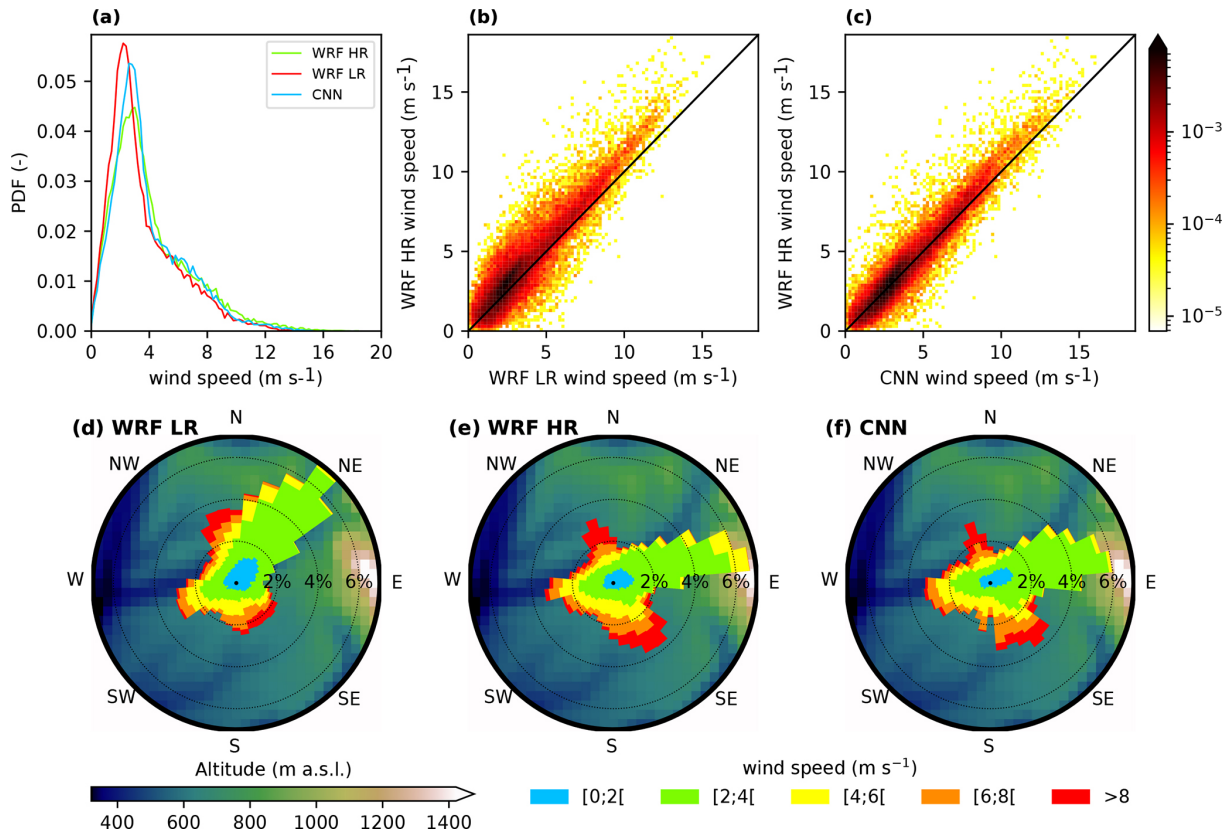 (a)
(b)
(c)
WRF HR
WRF LR
CNN
0.05
0.04
0.03
0.02
0.01
0.00
PDF (-)
0 4 8 12 16 20
wind speed (m s-1)
15
10
5
0
WRF HR wind speed (m s-1)
0 5 10 15
WRF LR wind speed (m s-1)
15
10
5
0
WRF HR wind speed (m s-1)
0 5 10 15
CNN wind speed (m s-1)
10⁻³
10⁻⁴
10⁻⁵
(d) WRF LR
N
NW NE
W 2% 4% 6% E
SW SE
S
(e) WRF HR
N
NW NE
W 2% 4% 6% E
SW SE
S
(f) CNN
N
NW NE
W 2% 4% 6% E
SW SE
S
Altitude (m a.s.l.)
400 600 800 1000 1200 1400
wind speed (m s⁻¹)
[0;2[ [2;4[ [4;6[ [6;8[ >8